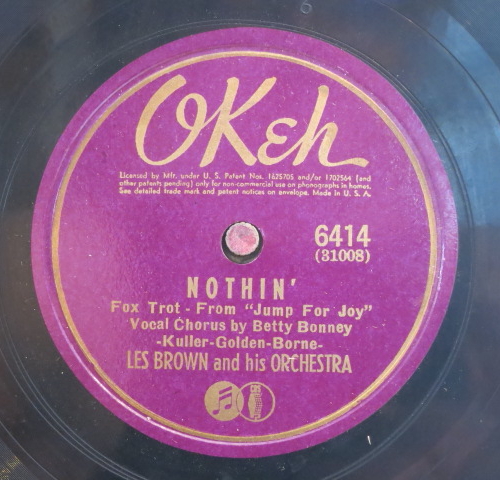 OKeh
Licensed by Mfr. under U. S. Patent Nos. 1625705 and/or 1702564 (and
other patents pending) only for non-commercial use on phonographs in homes.
See detailed trade mark and patent notices on envelope. Made in U. S. A.
6414
(31008)
NOTHIN'
Fox Trot - From "Jump For Joy"
Vocal Chorus by Betty Bonney
-Kuller-Golden-Borne-
LES BROWN and his ORCHESTRA